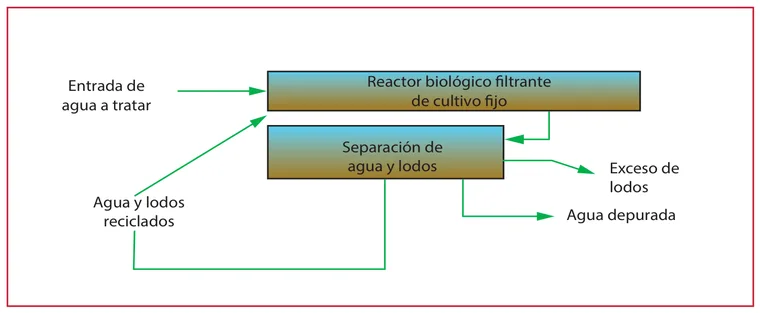 Entrada de
agua a tratar
Reactor biológico filtrante
de cultivo fijo
Separación de
agua y lodos
Exceso de
lodos
Agua y lodos
reciclados
Agua depurada